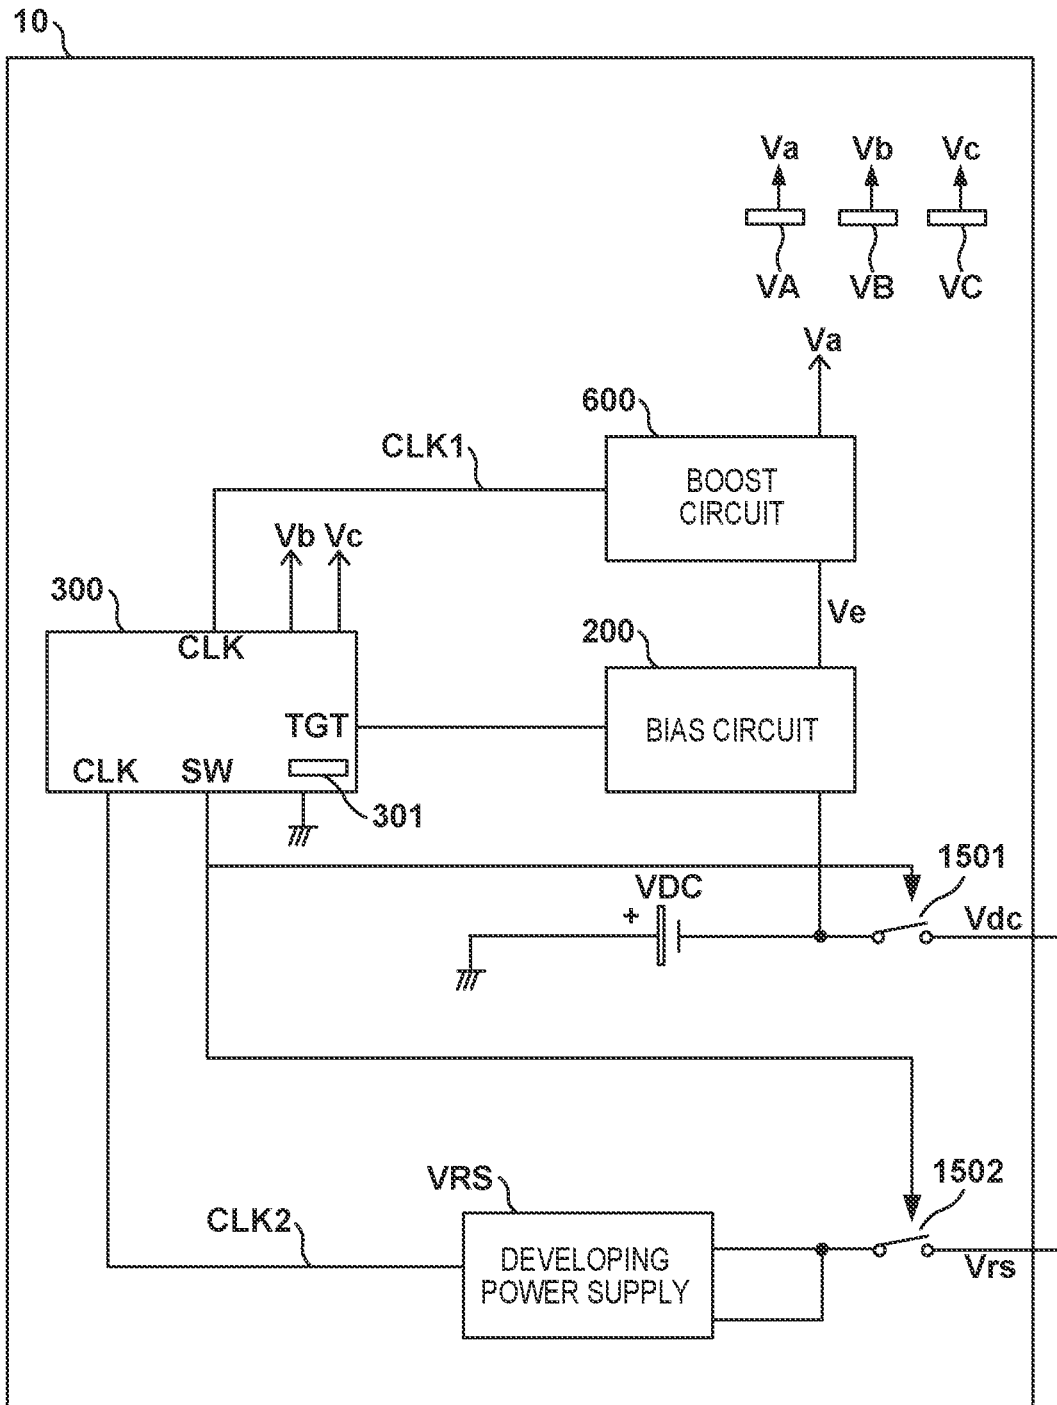 10
Va Vb Vc
VA VB VC
Va
600
CLK1
BOOST
CIRCUIT
Vb Vc
300
Ve
200
CLK
TGT
BIAS CIRCUIT
CLK SW
301
1501
VDC
+
Vdc
1502
VRS
CLK2
DEVELOPING
POWER SUPPLY
Vrs